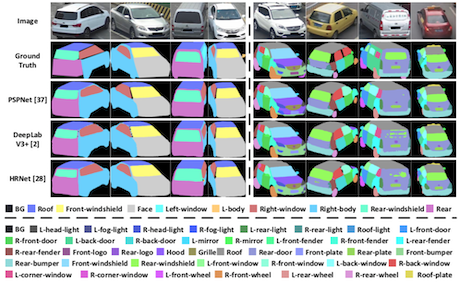 Image
Ground
Truth
PSPNet [37]
DeepLab
V3+ [2]
HRNet [28]
BG Roof Front-windshield Face Left-window L-body Right-window Right-body Rear-windshield Rear
BG L-head-light L-fog-light R-head-light R-fog-light L-rear-light R-rear-light Roof-light L-front-door
R-front-door L-back-door R-back-door L-mirror R-mirror L-front-fender R-front-fender L-rear-fender
R-rear-fender Front-logo Rear-logo Hood Grille Roof Rear-door Front-plate Rear-plate Front-bumper
Rear-bumper Front-windshield Rear-windshield L-front-window R-front-window L-back-window R-back-window
L-corner-window R-corner-window L-front-wheel R-front-wheel L-rear-wheel R-rear-wheel Roof-plate